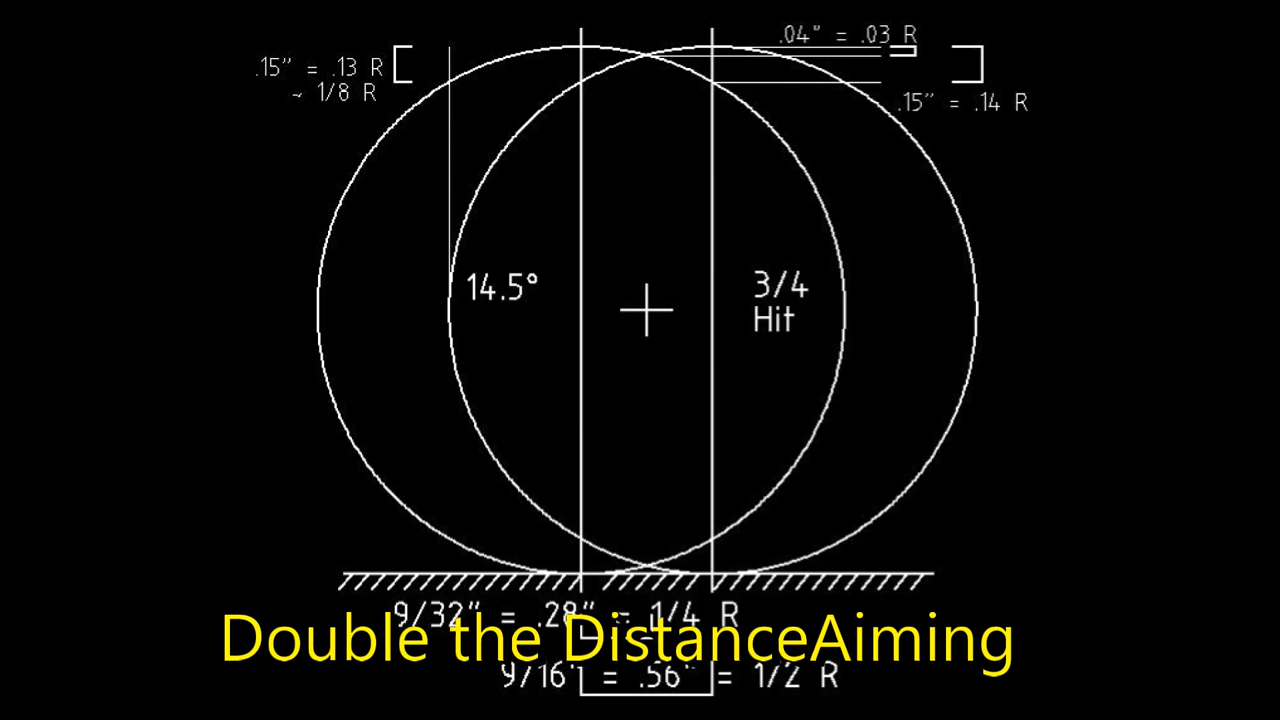 .04" = .03 R
.15" = .13 R
~ 1/8 R
.15" = .14 R
14.5°
3/4
Hit
9/32" = .28" = 1/4 R
Double the DistanceAiming
9/16" = .56" = 1/2 R